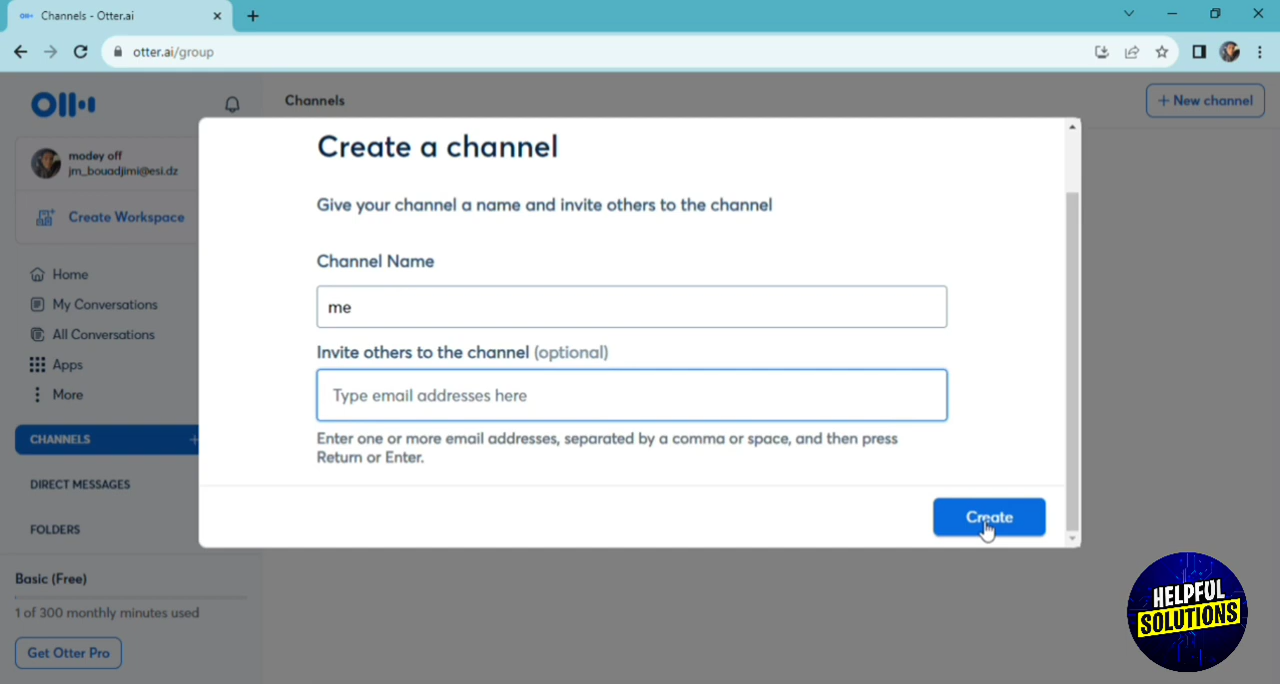 Channels - Otter.ai
otter.ai/group
Channels
+ New channel
modey off
jm_bouadjimi@esi.dz
Create Workspace
Home
My Conversations
All Conversations
Apps
More
CHANNELS +
DIRECT MESSAGES
FOLDERS
Basic (Free)
1 of 300 monthly minutes used
Get Otter Pro
Create a channel
Give your channel a name and invite others to the channel
Channel Name
me
Invite others to the channel (optional)
Type email addresses here
Enter one or more email addresses, separated by a comma or space, and then press
Return or Enter.
Create
HELPFUL
SOLUTIONS